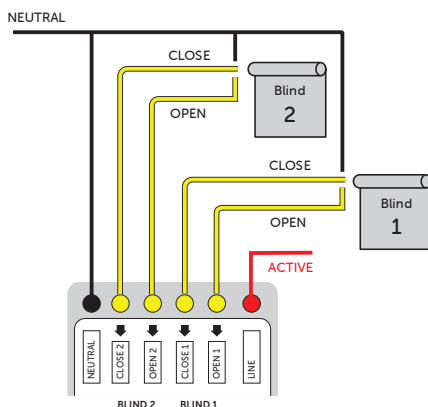 NEUTRAL
CLOSE
Blind
2
OPEN
CLOSE
Blind
1
OPEN
ACTIVE
NEUTRAL
CLOSE 2
OPEN 2
CLOSE 1
OPEN 1
LINE
BLIND 2
BLIND 1